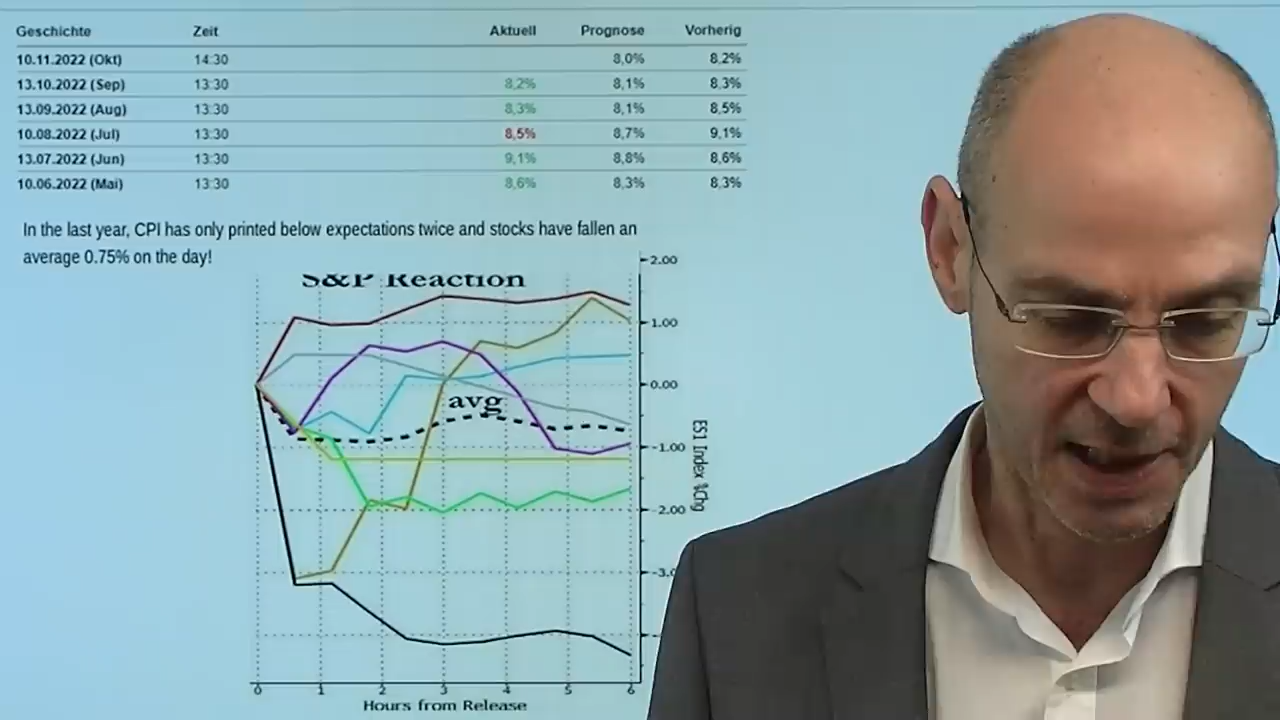 Geschichte Zeit Aktuell Prognose Vorherig
10.11.2022 (Okt) 14:30 8,0% 8,2%
13.10.2022 (Sep) 13:30 8,2% 8,1% 8,3%
13.09.2022 (Aug) 13:30 8,3% 8,1% 8,5%
10.08.2022 (Jul) 13:30 8,5% 8,7% 9,1%
13.07.2022 (Jun) 13:30 9,1% 8,8% 8,6%
10.06.2022 (Mai) 13:30 8,6% 8,3% 8,3%
In the last year, CPI has only printed below expectations twice and stocks have fallen an
average 0.75% on the day!
S&P Reaction
2.00
1.00
0.00
avg
-1.00
ES1 Index %Chg
-2.00
-3.0
0 1 2 3 4 5 6
Hours from Release